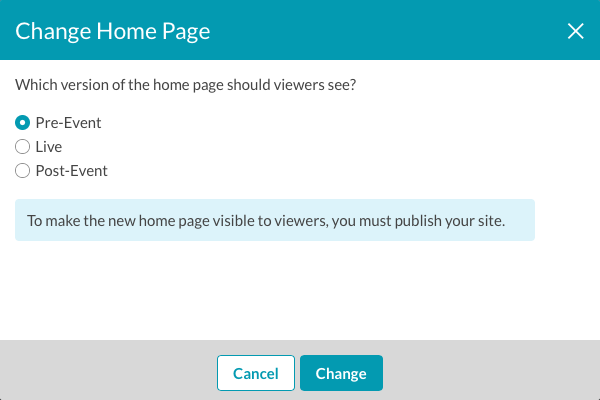 Change Home Page
Which version of the home page should viewers see?
Pre-Event
Live
Post-Event
To make the new home page visible to viewers, you must publish your site.
Cancel
Change